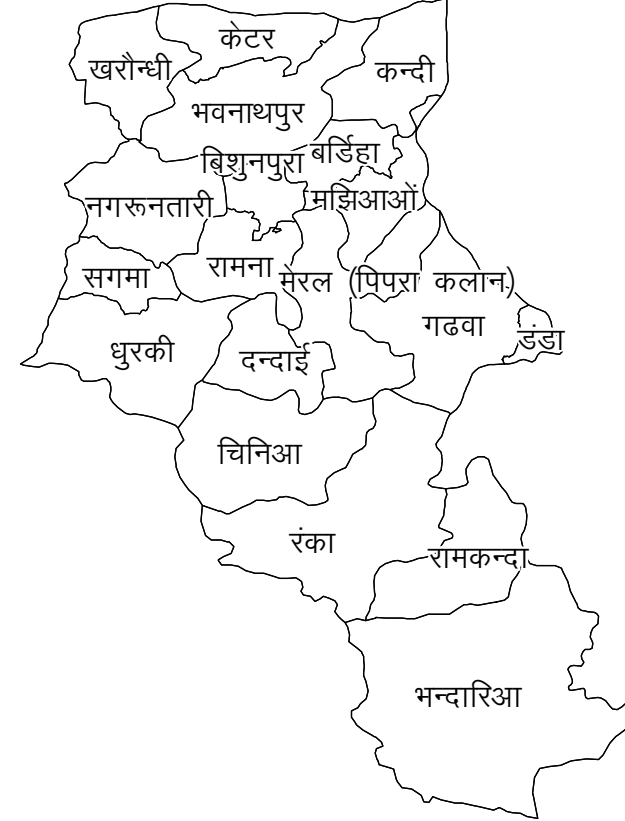 केटर
खरौन्धी
कन्दी
भवनाथपुर
बर्डिहा
बिशुनपुरा
मझिआओं
नगरूनतारी
रामना
सगमा
मेरल (पिपरा कलान)
गढवा
डंडा
धुरकी
दन्दाई
चिनिआ
रंका
रामकन्दा
भन्दारिआ